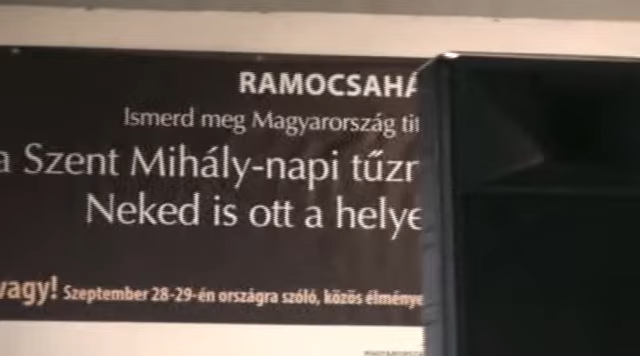 RAMOCSAHÁ
Ismerd meg Magyarország tit
a Szent Mihály-napi tűzr
Neked is ott a helye
vagy! Szeptember 28-29-én országra szóló, közös élménye